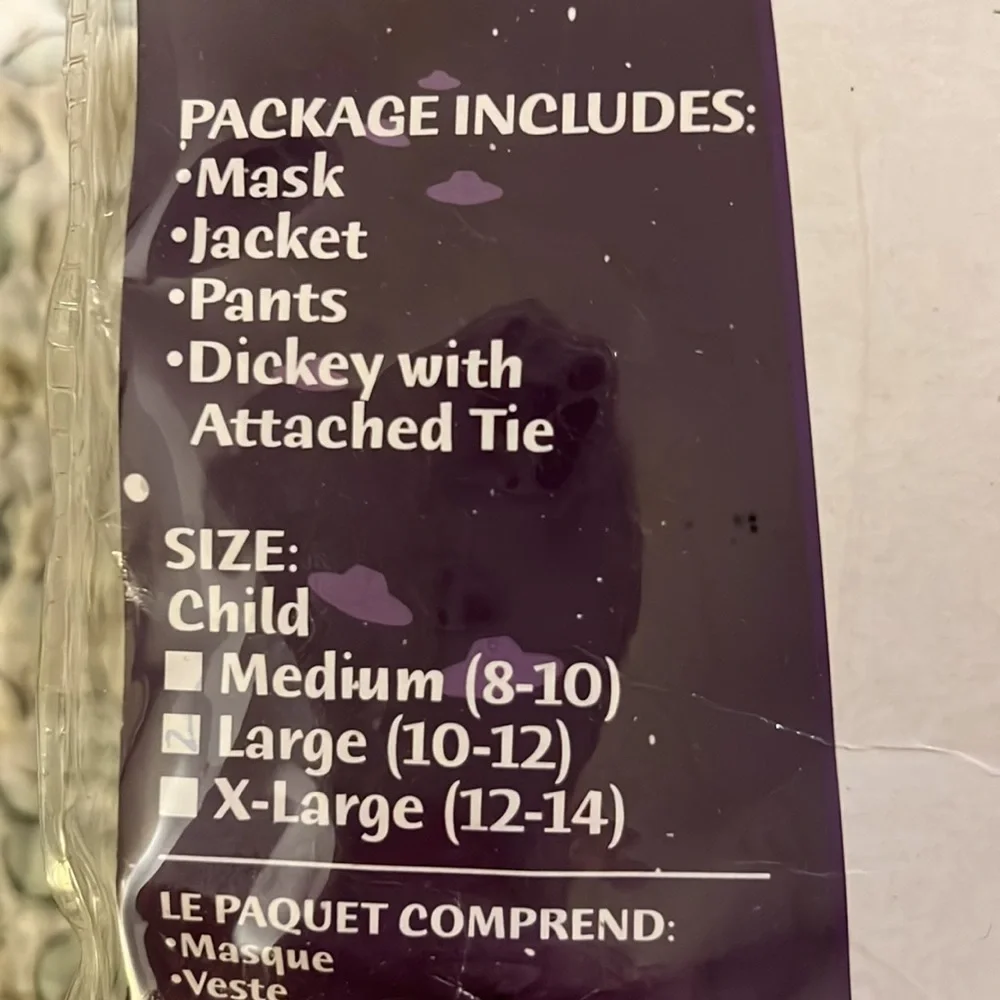 PACKAGE INCLUDES:
•Mask
•Jacket
•Pants
•Dickey with
Attached Tie
SIZE:
Child
Medium (8-10)
Large (10-12)
X-Large (12-14)
LE PAQUET COMPREND:
•Masque
•Veste